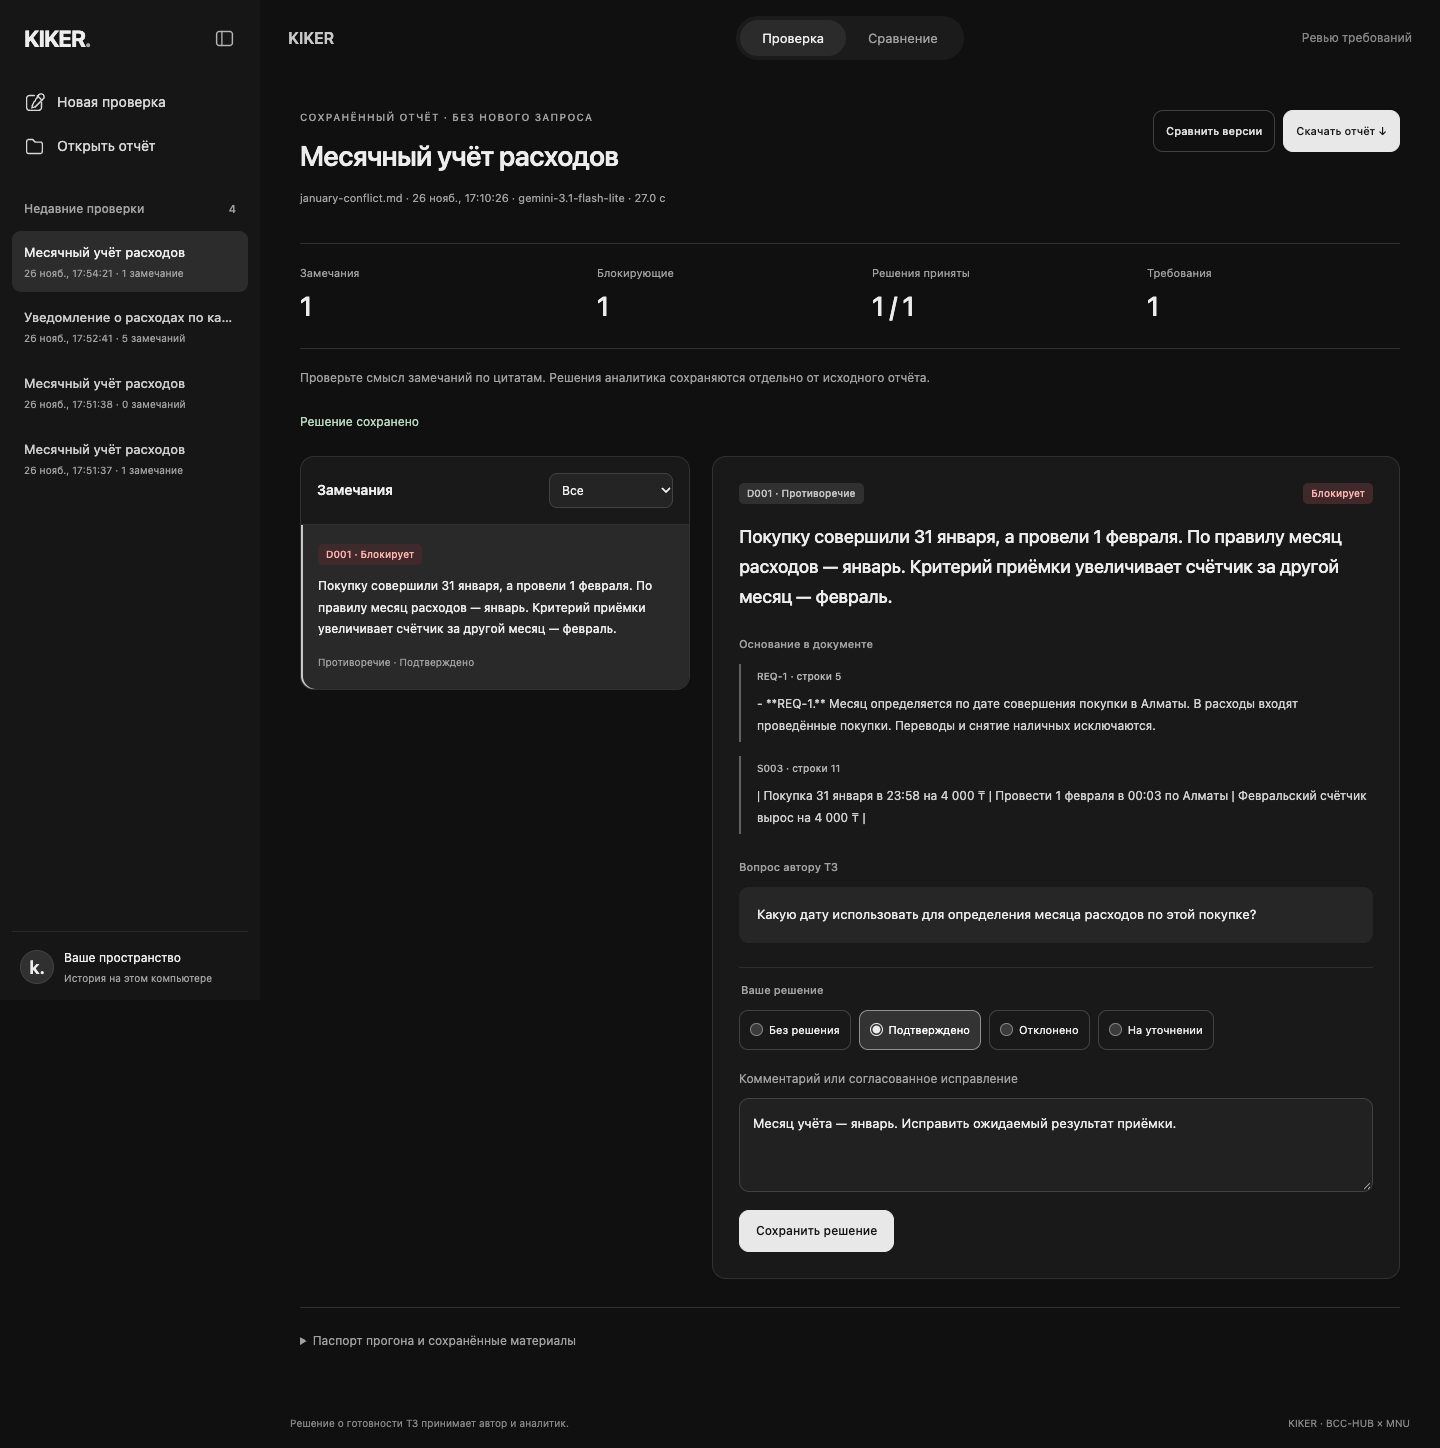 KIKER.
Новая проверка
Открыть отчёт
Недавние проверки 4
Месячный учёт расходов
26 нояб., 17:54:21 · 1 замечание
Уведомление о расходах по ка...
26 нояб., 17:52:41 · 5 замечаний
Месячный учёт расходов
26 нояб., 17:51:38 · 0 замечаний
Месячный учёт расходов
26 нояб., 17:51:37 · 1 замечание
k.
Ваше пространство
История на этом компьютере
KIKER
Проверка Сравнение
Ревью требований
СОХРАНЁННЫЙ ОТЧЁТ · БЕЗ НОВОГО ЗАПРОСА
Месячный учёт расходов
january-conflict.md · 26 нояб., 17:10:26 · gemini-3.1-flash-lite · 27.0 с
Сравнить версии
Скачать отчёт ↓
Замечания Блокирующие Решения приняты Требования
1 1 1 / 1 1
Проверьте смысл замечаний по цитатам. Решения аналитика сохраняются отдельно от исходного отчёта.
Решение сохранено
Замечания
Все
D001 · Блокирует
Покупку совершили 31 января, а провели 1 февраля. По
правилу месяц расходов — январь. Критерий приёмки
увеличивает счётчик за другой месяц — февраль.
Противоречие · Подтверждено
D001 · Противоречие
Блокирует
Покупку совершили 31 января, а провели 1 февраля. По правилу месяц
расходов — январь. Критерий приёмки увеличивает счётчик за другой
месяц — февраль.
Основание в документе
REQ-1 · строки 5
- **REQ-1.** Месяц определяется по дате совершения покупки в Алматы. В расходы входят
проведённые покупки. Переводы и снятие наличных исключаются.
S003 · строки 11
| Покупка 31 января в 23:58 на 4 000 ₸ | Провести 1 февраля в 00:03 по Алматы | Февральский счётчик
вырос на 4 000 ₸ |
Вопрос автору ТЗ
Какую дату использовать для определения месяца расходов по этой покупке?
Ваше решение
Без решения Подтверждено Отклонено На уточнении
Комментарий или согласованное исправление
Месяц учёта — январь. Исправить ожидаемый результат приёмки.
Сохранить решение
Паспорт прогона и сохранённые материалы
Решение о готовности ТЗ принимает автор и аналитик.
KIKER · BCC-HUB × MNU